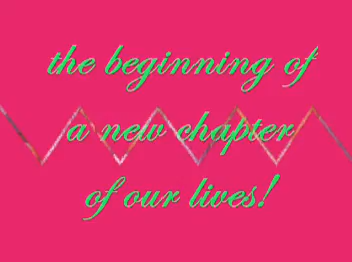 the beginning of
a new chapter
of our lives!